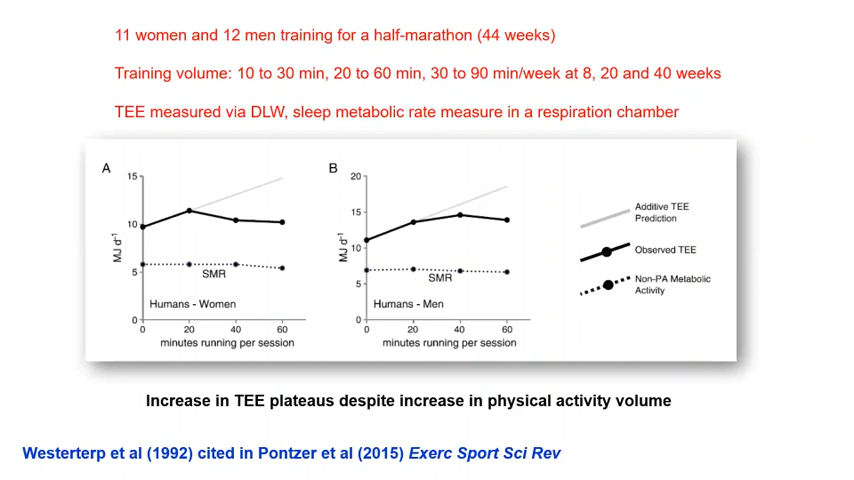 11 women and 12 men training for a half-marathon (44 weeks)
Training volume: 10 to 30 min, 20 to 60 min, 30 to 90 min/week at 8, 20 and 40 weeks
TEE measured via DLW, sleep metabolic rate measure in a respiration chamber
A
15
10
5
0
MJ d⁻¹
SMR
Humans - Women
0 20 40 60
minutes running per session
B
20
15
10
5
0
MJ d⁻¹
SMR
Humans - Men
0 20 40 60
minutes running per session
Additive TEE
Prediction
Observed TEE
Non-PA Metabolic
Activity
Increase in TEE plateaus despite increase in physical activity volume
Westerterp et al (1992) cited in Pontzer et al (2015) Exerc Sport Sci Rev